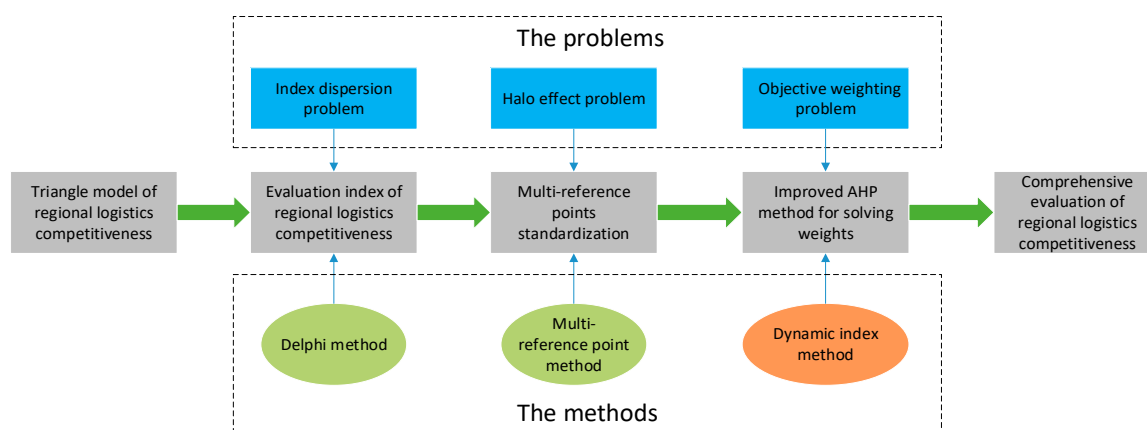 The problems
Index dispersion
problem
Halo effect problem
Objective weighting
problem
Triangle model of
regional logistics
competitiveness
Evaluation index of
regional logistics
competitiveness
Multi-reference
points
standardization
Improved AHP
method for solving
weights
Comprehensive
evaluation of
regional logistics
competitiveness
Delphi method
Multi-
reference point
method
Dynamic index
method
The methods